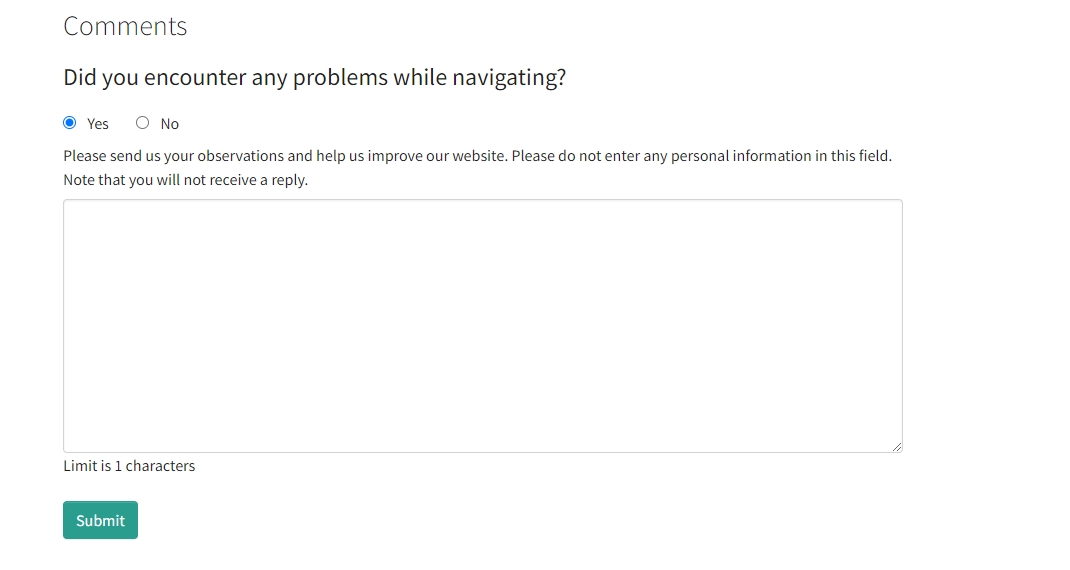 Comments
Did you encounter any problems while navigating?
Yes No
Please send us your observations and help us improve our website. Please do not enter any personal information in this field.
Note that you will not receive a reply.
Limit is 1 characters
Submit